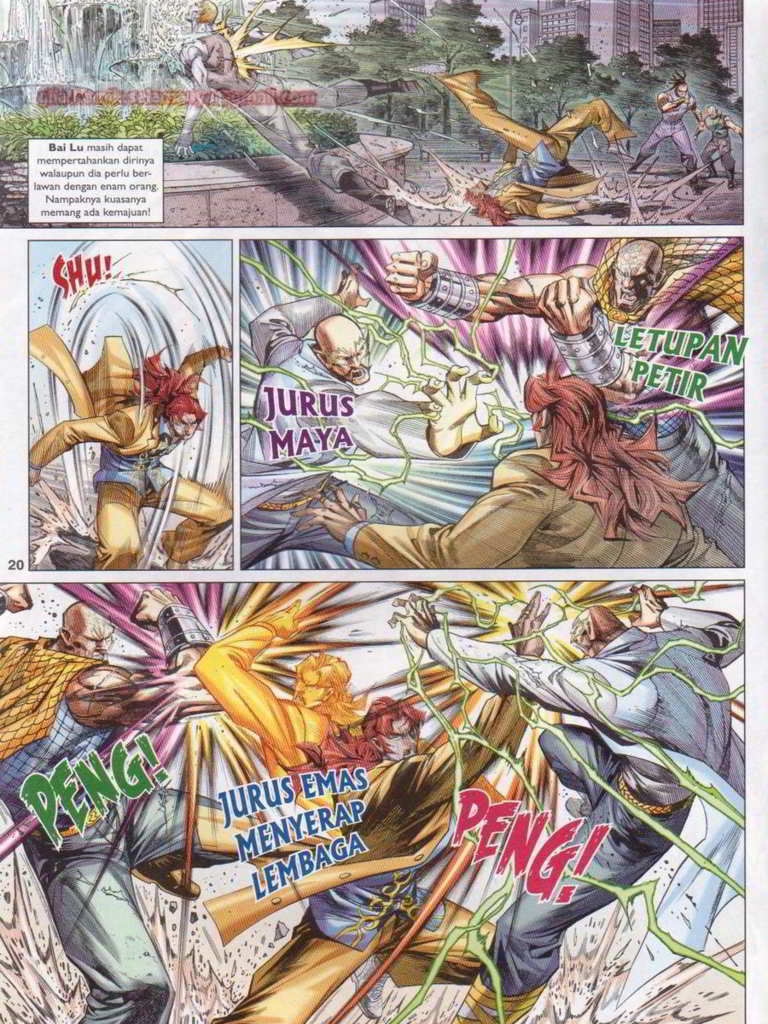 Bai Lu masih dapat
mempertahankan dirinya
walaupun dia perlu ber-
lawan dengan enam orang.
Nampaknya kuasanya
memang ada kemajuan!
SHU!
JURUS
MAYA
LETUPAN
PETIR
20
PENG!
JURUS EMAS
MENYERAP
LEMBAGA
PENG!